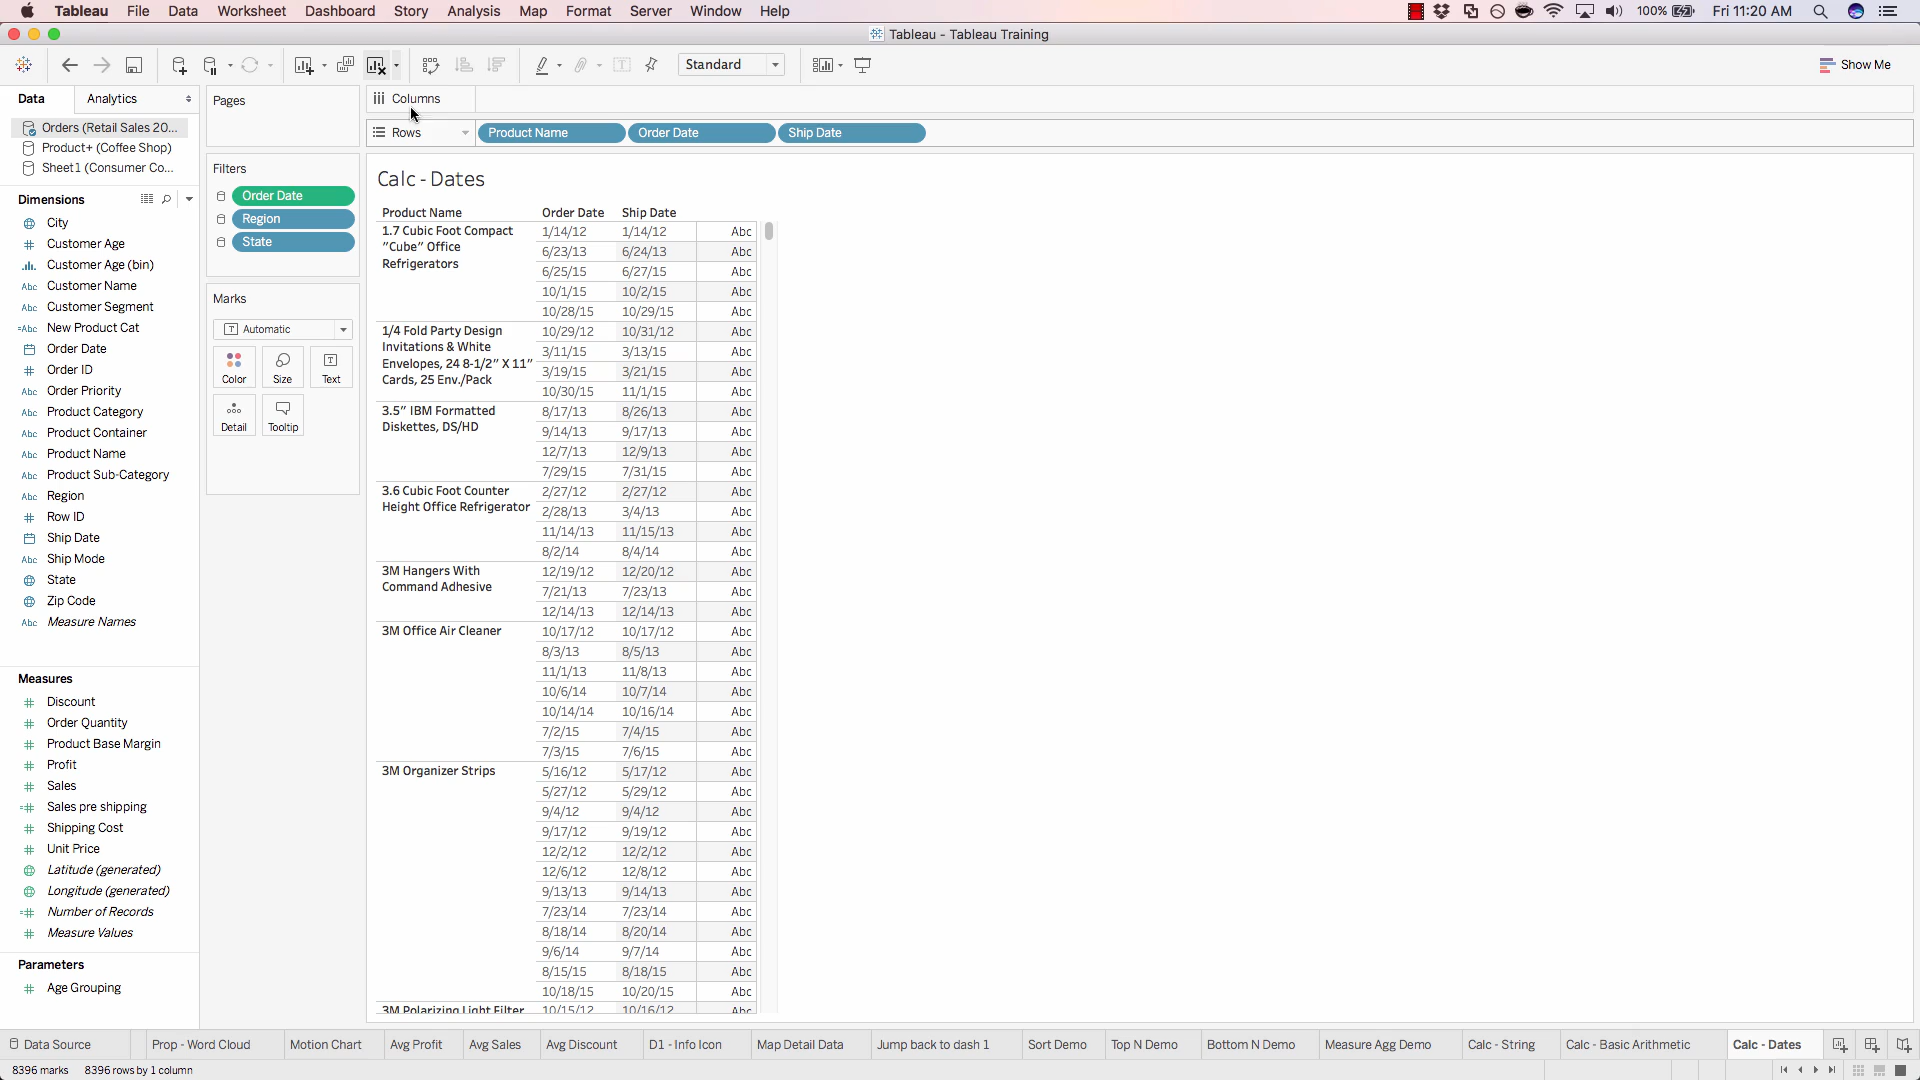 Tableau File Data Worksheet Dashboard Story Analysis Map Format Server Window Help 100% Fri 11:20 AM
Tableau - Tableau Training
Standard Show Me
Data Analytics Pages Columns
Orders (Retail Sales 20...
Product+ (Coffee Shop)
Sheet1 (Consumer Co...
Rows Product Name Order Date Ship Date
Dimensions
City
Customer Age
Customer Age (bin)
Abc Customer Name
Abc Customer Segment
=Abc New Product Cat
Order Date
Order ID
Abc Order Priority
Abc Product Category
Abc Product Container
Abc Product Name
Abc Product Sub-Category
Abc Region
Row ID
Ship Date
Abc Ship Mode
State
Zip Code
Abc Measure Names
Measures
Discount
Order Quantity
Product Base Margin
Profit
Sales
Sales pre shipping
Shipping Cost
Unit Price
Latitude (generated)
Longitude (generated)
Number of Records
Measure Values
Parameters
Age Grouping
Filters
Order Date
Region
State
Marks
Automatic
Color Size Text
Detail Tooltip
Calc - Dates
Product Name Order Date Ship Date
1.7 Cubic Foot Compact 1/14/12 1/14/12 Abc
"Cube" Office 6/23/13 6/24/13 Abc
Refrigerators 6/25/15 6/27/15 Abc
10/1/15 10/2/15 Abc
10/28/15 10/29/15 Abc
1/4 Fold Party Design 10/29/12 10/31/12 Abc
Invitations & White 3/11/15 3/13/15 Abc
Envelopes, 24 8-1/2" X 11" 3/19/15 3/21/15 Abc
Cards, 25 Env./Pack 10/30/15 11/1/15 Abc
3.5" IBM Formatted 8/17/13 8/26/13 Abc
Diskettes, DS/HD 9/14/13 9/17/13 Abc
12/7/13 12/9/13 Abc
7/29/15 7/31/15 Abc
3.6 Cubic Foot Counter 2/27/12 2/27/12 Abc
Height Office Refrigerator 2/28/13 3/4/13 Abc
11/14/13 11/15/13 Abc
8/2/14 8/4/14 Abc
3M Hangers With 12/19/12 12/20/12 Abc
Command Adhesive 7/21/13 7/23/13 Abc
12/14/13 12/14/13 Abc
3M Office Air Cleaner 10/17/12 10/17/12 Abc
8/3/13 8/5/13 Abc
11/1/13 11/8/13 Abc
10/6/14 10/7/14 Abc
10/14/14 10/16/14 Abc
7/2/15 7/4/15 Abc
7/3/15 7/6/15 Abc
3M Organizer Strips 5/16/12 5/17/12 Abc
5/27/12 5/29/12 Abc
9/4/12 9/4/12 Abc
9/17/12 9/19/12 Abc
12/2/12 12/2/12 Abc
12/6/12 12/8/12 Abc
9/13/13 9/14/13 Abc
7/23/14 7/23/14 Abc
8/18/14 8/20/14 Abc
9/6/14 9/7/14 Abc
8/15/15 8/18/15 Abc
10/18/15 10/20/15 Abc
3M Polarizing Light Filter 10/15/12 10/16/12 Abc
Data Source Prop - Word Cloud Motion Chart Avg Profit Avg Sales Avg Discount D1 - Info Icon Map Detail Data Jump back to dash 1 Sort Demo Top N Demo Bottom N Demo Measure Agg Demo Calc - String Calc - Basic Arithmetic Calc - Dates
8396 marks 8396 rows by 1 column